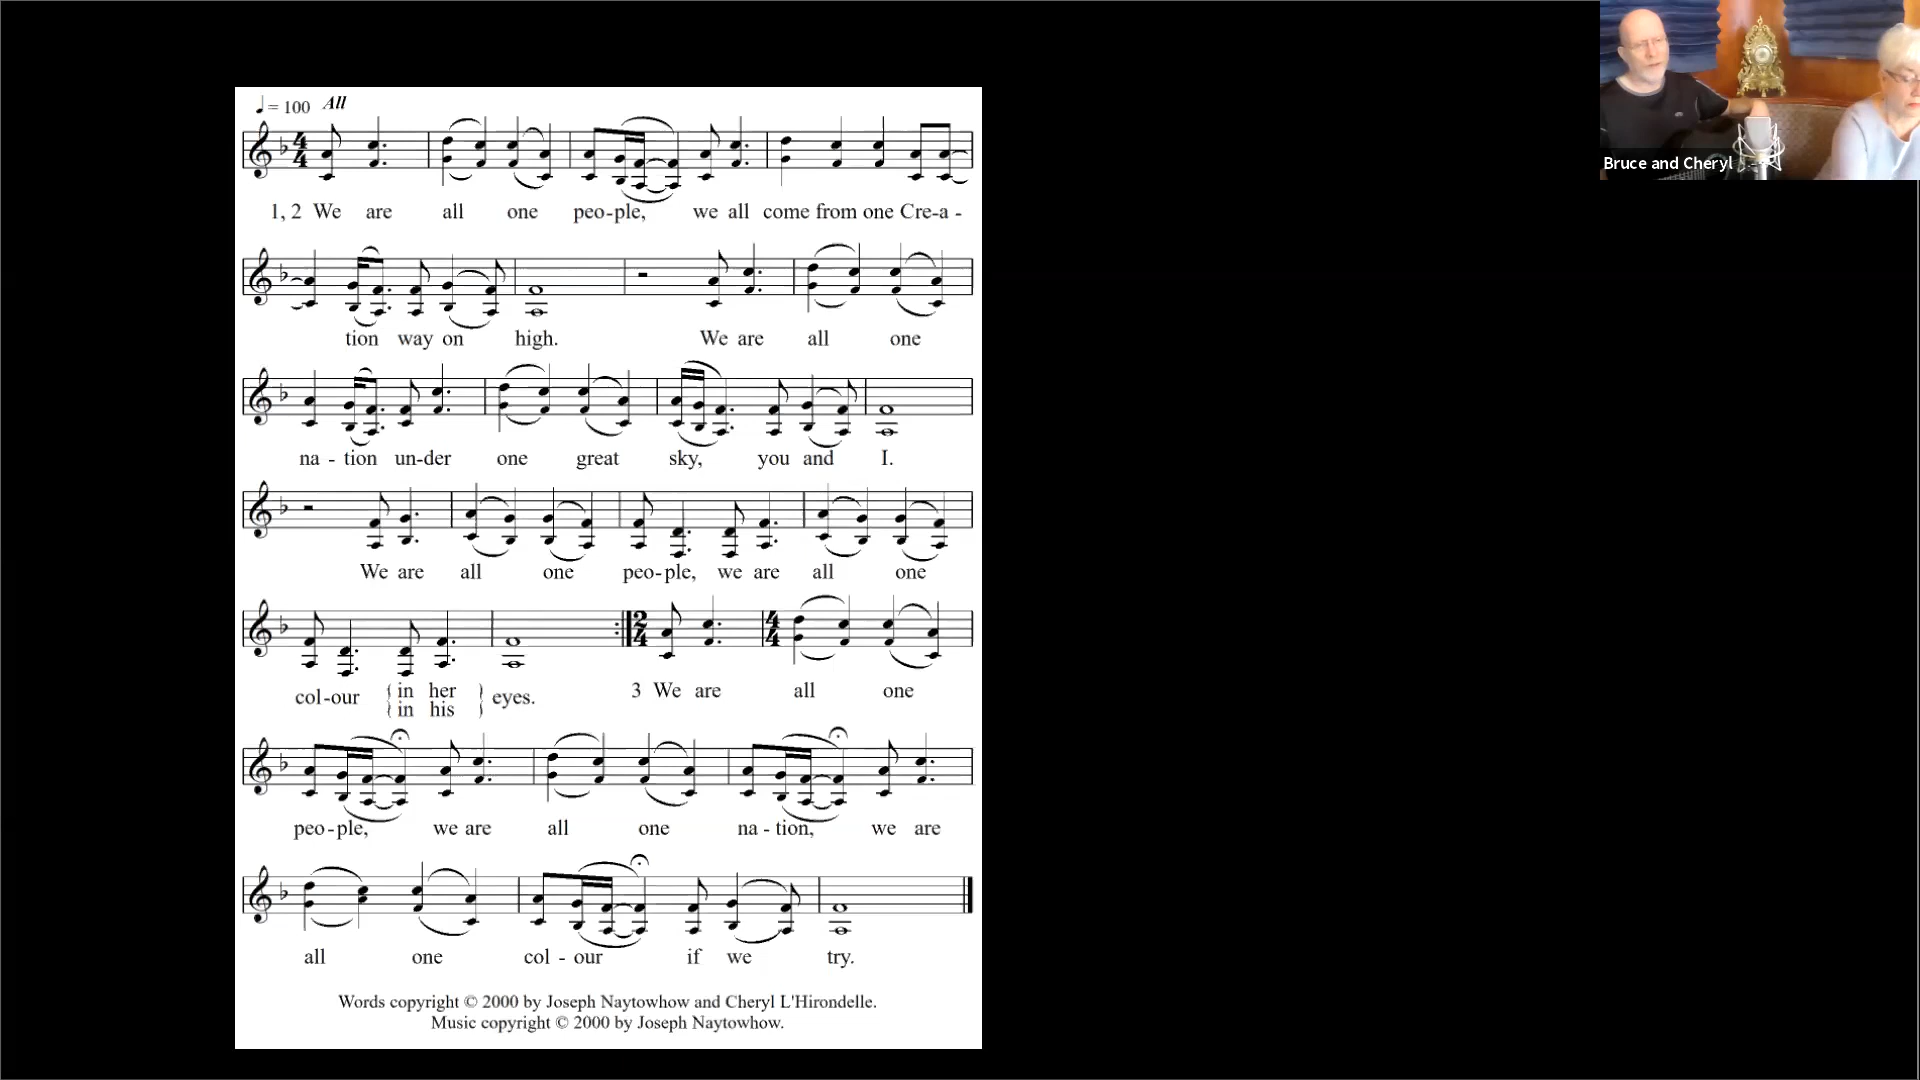 ♩ = 100 All
1, 2 We are all one peo-ple, we all come from one Cre-a -
tion way on high. We are all one
na - tion un-der one great sky, you and I.
We are all one peo-ple, we are all one
col-our { in her } eyes. 3 We are all one
{ in his }
peo-ple, we are all one na - tion, we are
all one col - our if we try.
Words copyright © 2000 by Joseph Naytowhow and Cheryl L'Hirondelle.
Music copyright © 2000 by Joseph Naytowhow.
Bruce and Cheryl